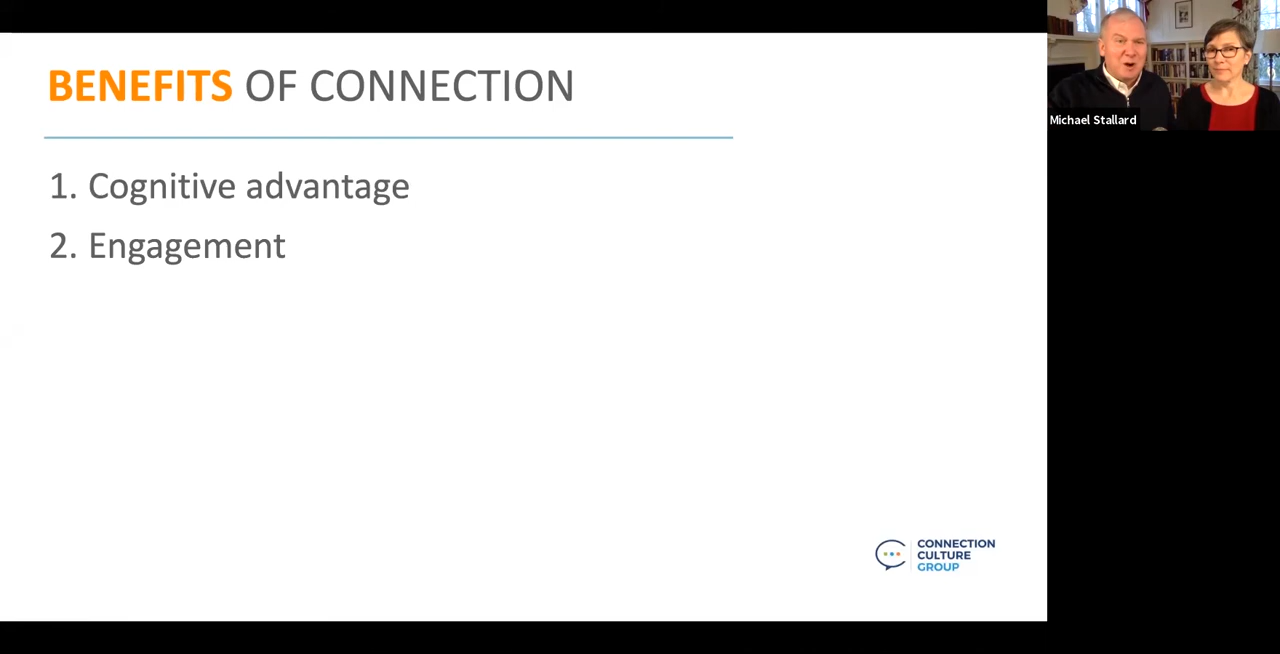 BENEFITS OF CONNECTION
1. Cognitive advantage
2. Engagement
CONNECTION
CULTURE
GROUP
Michael Stallard